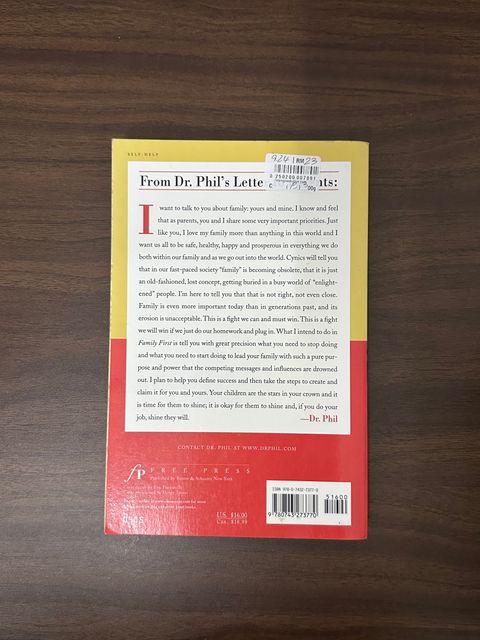 SELF-HELP
924 RM 23
From Dr. Phil's Lette nts:
I want to talk to you about family: yours and mine. I know and feel
that as parents, you and I share some very important priorities. Just
like you, I love my family more than anything in this world and I
want us all to be safe, healthy, happy and prosperous in everything we do
both within our family and as we go out into the world. Cynics will tell you
that in our fast-paced society "family" is becoming obsolete, that it is just
an old-fashioned, lost concept, getting buried in a busy world of "enlight-
ened" people. I'm here to tell you that that is not right, not even close.
Family is even more important today than in generations past, and its
erosion is unacceptable. This is a fight we can and must win. This is a fight
we will win if we just do our homework and plug in. What I intend to do in
Family First is tell you with great precision what you need to stop doing
and what you need to start doing to lead your family with such a pure pur-
pose and power that the competing messages and influences are drowned
out. I plan to help you define success and then take the steps to create and
claim it for you and yours. Your children are the stars in your crown and it
is time for them to shine; it is okay for them to shine and, if you do your
job, shine they will.
—Dr. Phil
CONTACT DR. PHIL AT WWW.DRPHIL.COM
fP FREE PRESS
Published by Simon & Schuster New York
U.S. $16.00
Can. $18.99
ISBN 978-0-7432-7377-0
51600
9 780743 273770